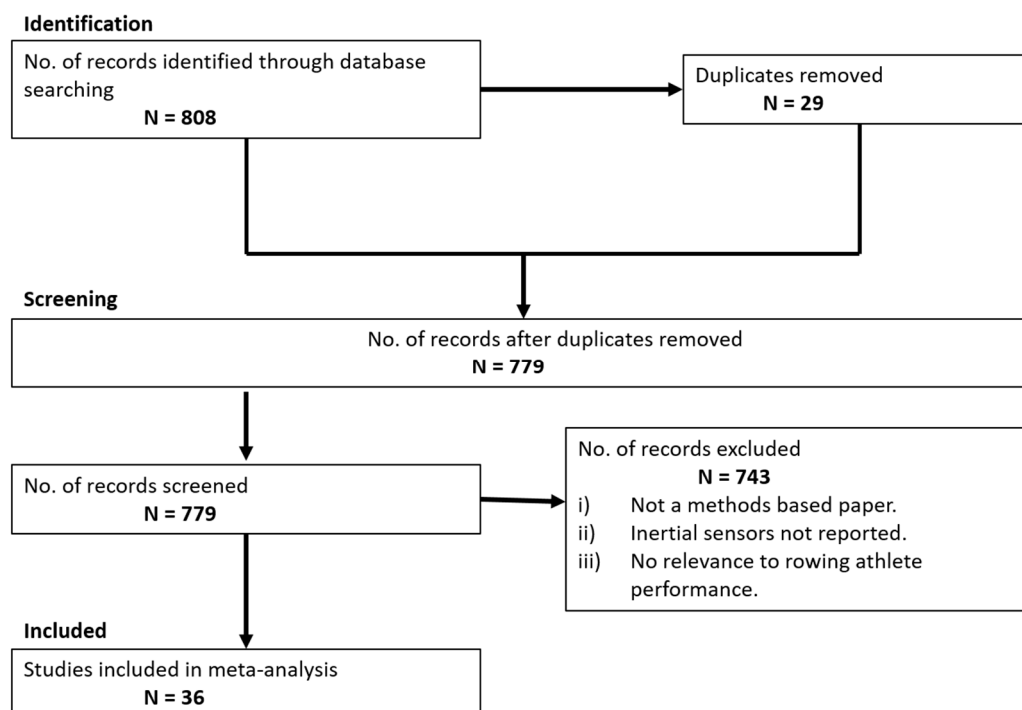 Identification
No. of records identified through database
searching
N = 808
Duplicates removed
N = 29
Screening
No. of records after duplicates removed
N = 779
No. of records screened
N = 779
No. of records excluded
N = 743
i) Not a methods based paper.
ii) Inertial sensors not reported.
iii) No relevance to rowing athlete
performance.
Included
Studies included in meta-analysis
N = 36